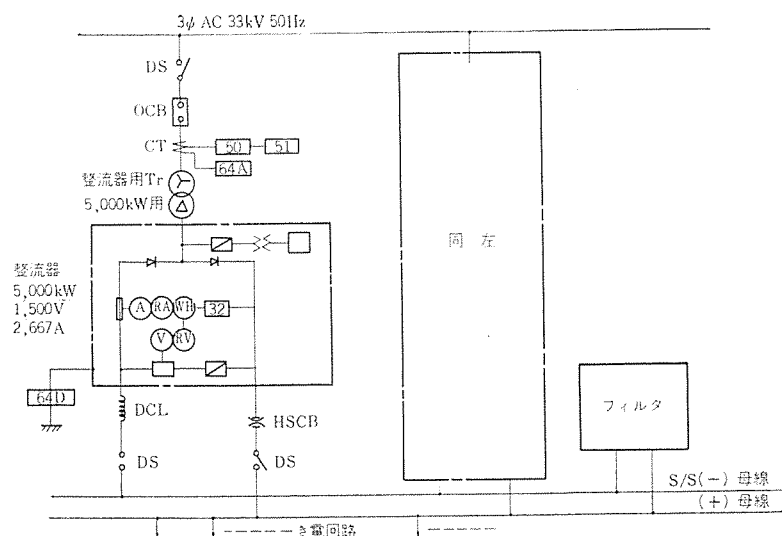 3φ AC 33kV 50Hz
DS
OCB
CT
50
51
64A
整流器用Tr
5,000kW用
整流器
5,000kW
1,500V
2,667A
A
RA
WH
32
V
RV
64D
DCL
HSCB
DS
DS
同左
フィルタ
S/S(-) 母線
(+) 母線
き電回路